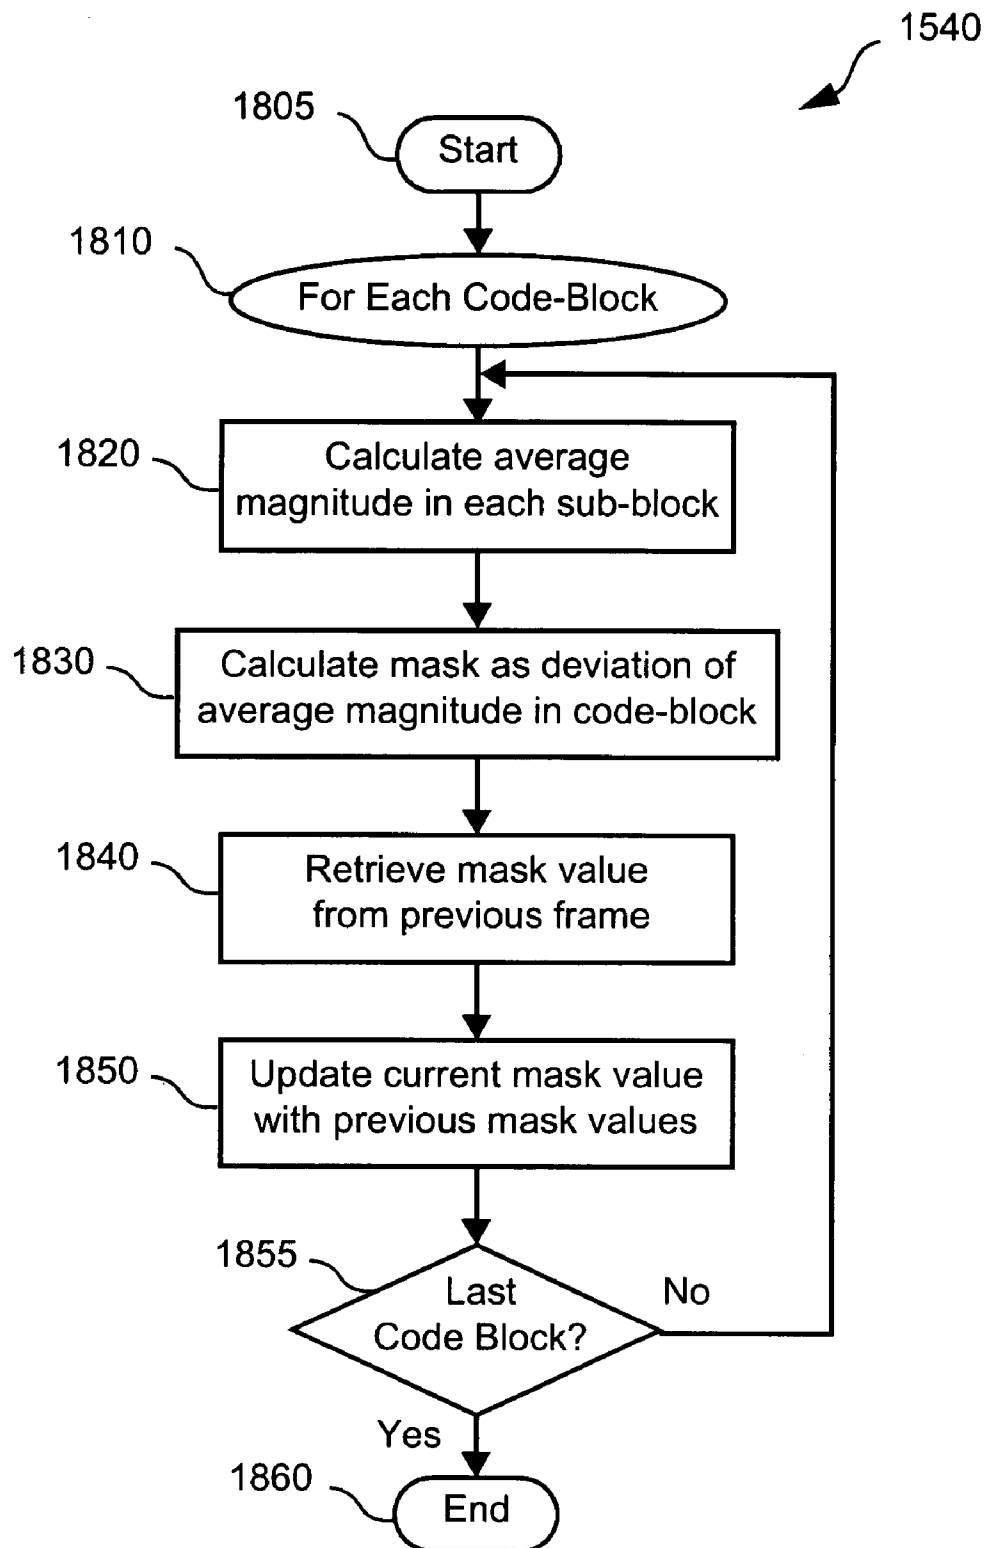 1540
1805
Start
1810
For Each Code-Block
1820
Calculate average
magnitude in each sub-block
1830
Calculate mask as deviation of
average magnitude in code-block
1840
Retrieve mask value
from previous frame
1850
Update current mask value
with previous mask values
1855
Last
Code Block?
No
Yes
1860
End